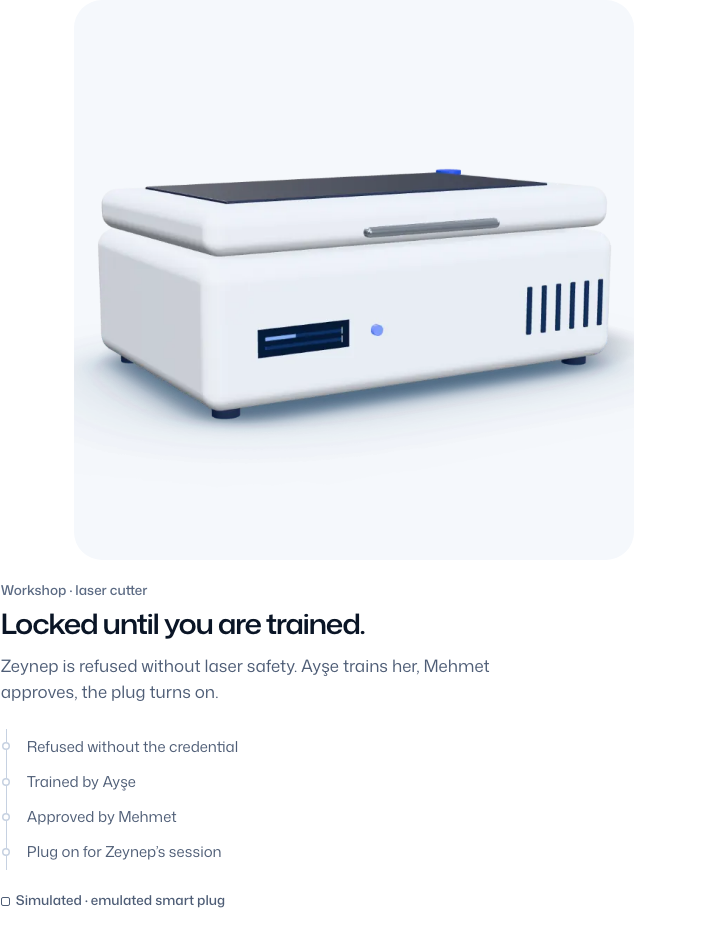 Workshop · laser cutter
Locked until you are trained.
Zeynep is refused without laser safety. Ayşe trains her, Mehmet
approves, the plug turns on.
Refused without the credential
Trained by Ayşe
Approved by Mehmet
Plug on for Zeynep’s session
Simulated · emulated smart plug